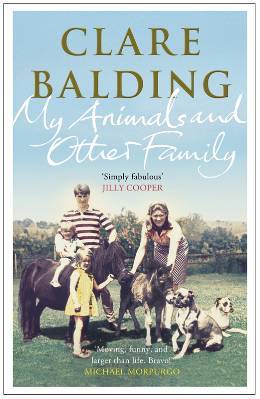 CLARE
BALDING
My Animals and
Other Family
'Simply fabulous'
JILLY COOPER
'Moving, funny, and
larger than life. Bravo!'
MICHAEL MORPURGO